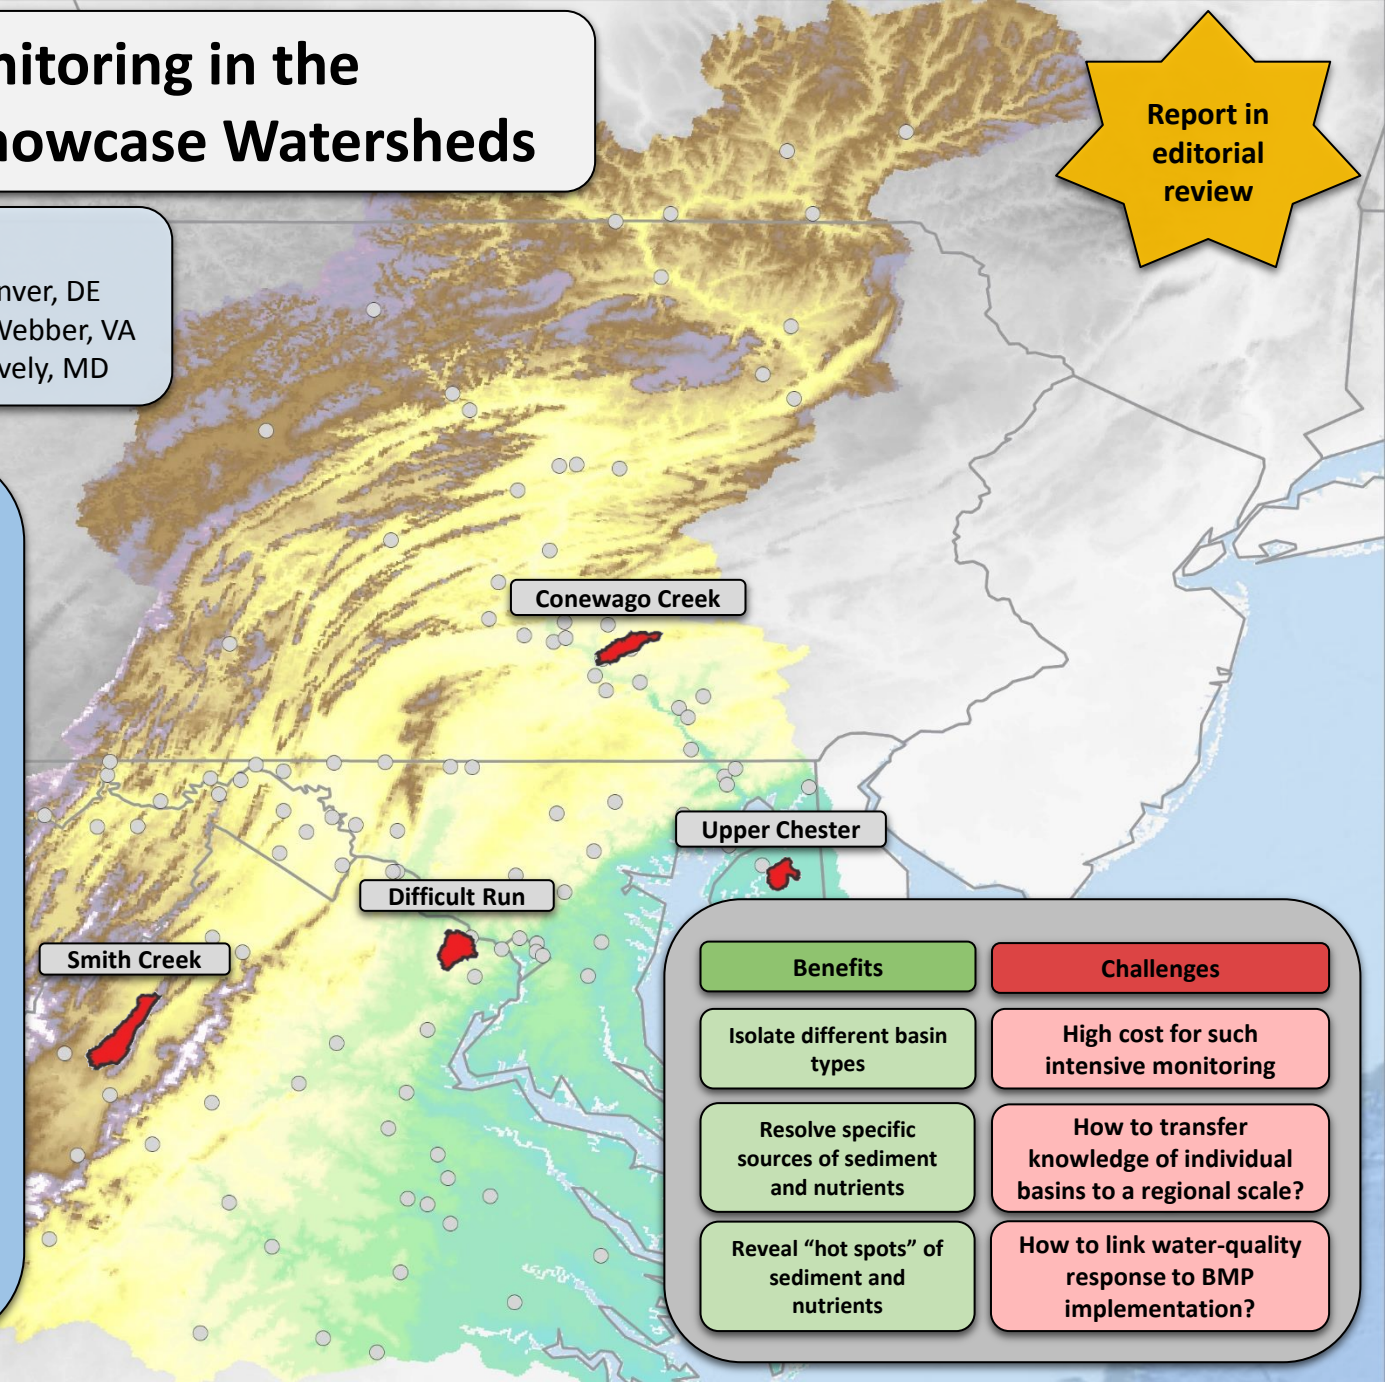 nitoring in the
howcase Watersheds
Report in
editorial
review
nver, DE
Webber, VA
vely, MD
Conewago Creek
Upper Chester
Difficult Run
Smith Creek
Benefits
Challenges
Isolate different basin
types
High cost for such
intensive monitoring
Resolve specific
sources of sediment
and nutrients
How to transfer
knowledge of individual
basins to a regional scale?
Reveal “hot spots” of
sediment and
nutrients
How to link water-quality
response to BMP
implementation?